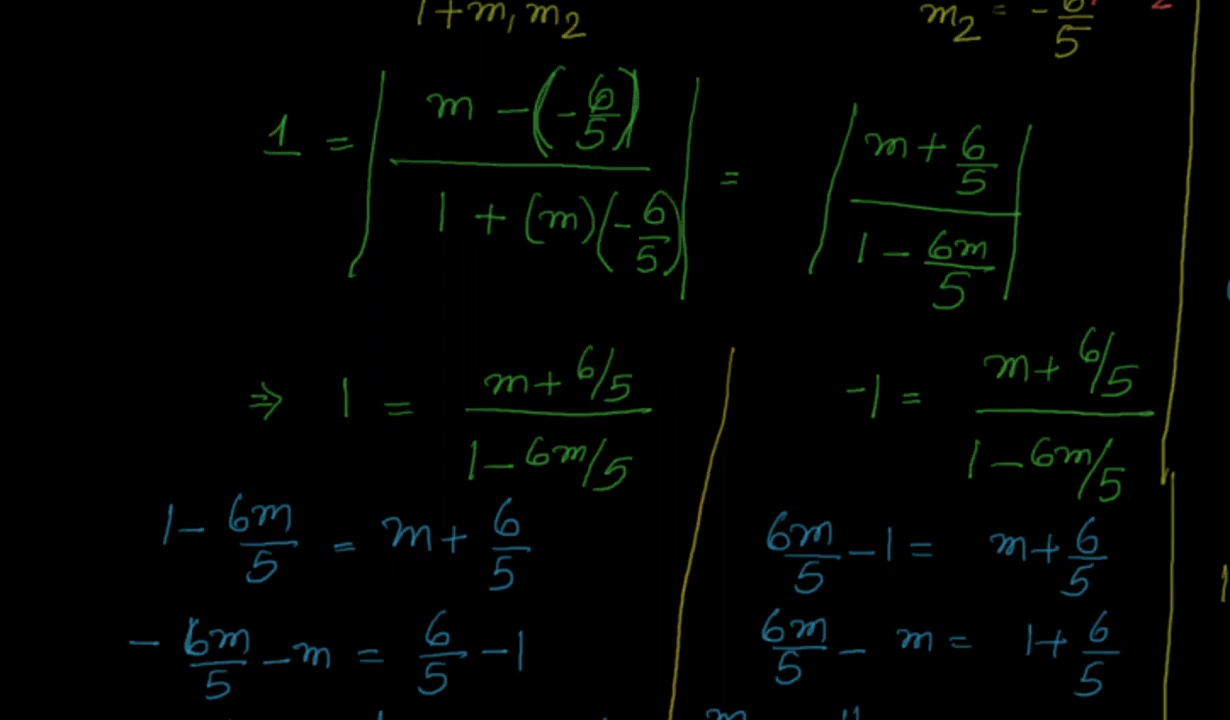 1+m₁m₂
m₂ = -6/5
1 = | (m - (-6/5)) / (1 + (m)(-6/5)) | = | (m + 6/5) / (1 - 6m/5) |
⇒ 1 = (m + 6/5) / (1 - 6m/5)
-1 = (m + 6/5) / (1 - 6m/5)
1 - 6m/5 = m + 6/5
6m/5 - 1 = m + 6/5
- 6m/5 - m = 6/5 - 1
6m/5 - m = 1 + 6/5